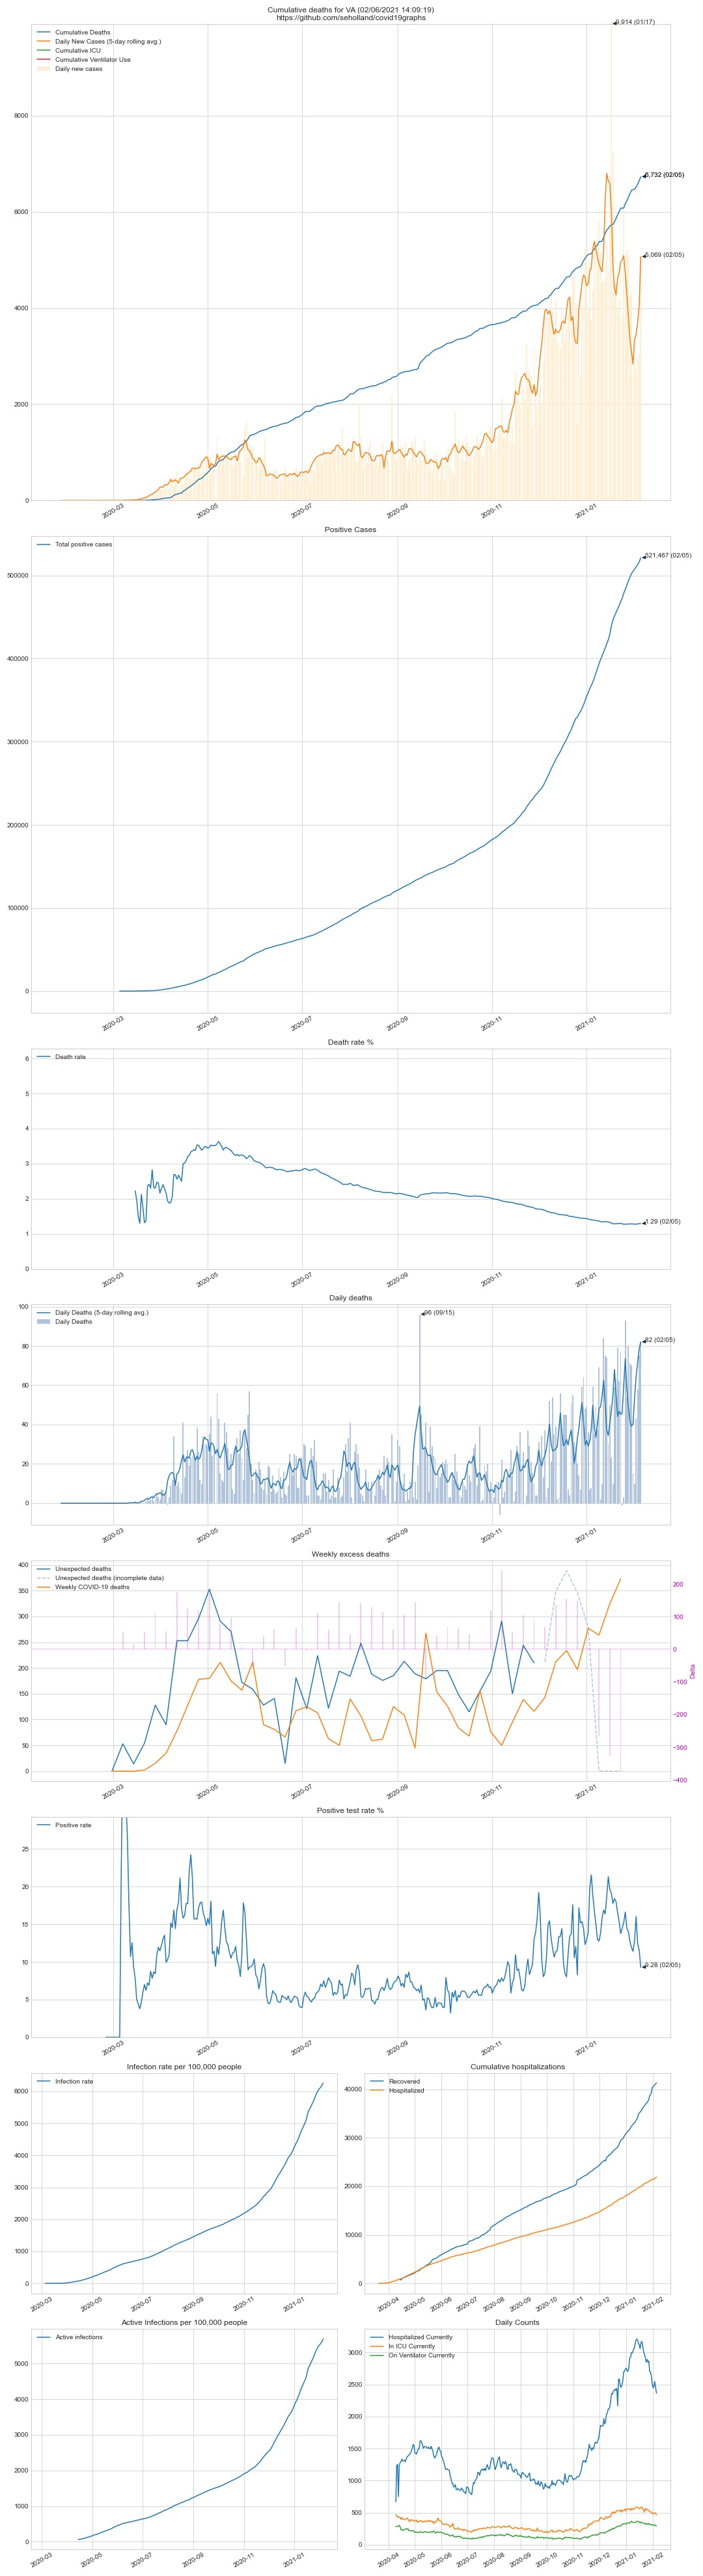 Cumulative deaths for VA (02/06/2021 14:09:19)
https://github.com/seholland/covid19graphs
Cumulative Deaths
Daily New Cases (5-day rolling avg.)
Cumulative ICU
Cumulative Ventilator Use
Daily new cases
9,914 (01/17)
6,732 (02/05)
5,069 (02/05)
8000
6000
4000
2000
0
2020-03 2020-05 2020-07 2020-09 2020-11 2021-01
Positive Cases
Total positive cases
521,467 (02/05)
500000
400000
300000
200000
100000
0
2020-03 2020-05 2020-07 2020-09 2020-11 2021-01
Death rate %
Death rate
1.29 (02/05)
6
5
4
3
2
1
0
2020-03 2020-05 2020-07 2020-09 2020-11 2021-01
Daily deaths
Daily Deaths (5-day rolling avg.)
Daily Deaths
96 (09/15)
82 (02/05)
100
80
60
40
20
0
2020-03 2020-05 2020-07 2020-09 2020-11 2021-01
Weekly excess deaths
Unexpected deaths
Unexpected deaths (incomplete data)
Weekly COVID-19 deaths
400
350
300
250
200
150
100
50
0
200
100
0
−100
−200
−300
−400
Delta
2020-03 2020-05 2020-07 2020-09 2020-11 2021-01
Positive test rate %
Positive rate
9.28 (02/05)
25
20
15
10
5
0
2020-03 2020-05 2020-07 2020-09 2020-11 2021-01
Infection rate per 100,000 people
Infection rate
6000
5000
4000
3000
2000
1000
0
2020-03 2020-05 2020-07 2020-09 2020-11 2021-01
Cumulative hospitalizations
Recovered
Hospitalized
40000
30000
20000
10000
0
2020-04 2020-05 2020-06 2020-07 2020-08 2020-09 2020-10 2020-11 2020-12 2021-01 2021-02
Active Infections per 100,000 people
Active infections
5000
4000
3000
2000
1000
0
2020-03 2020-05 2020-07 2020-09 2020-11 2021-01
Daily Counts
Hospitalized Currently
In ICU Currently
On Ventilator Currently
3000
2500
2000
1500
1000
500
0
2020-04 2020-05 2020-06 2020-07 2020-08 2020-09 2020-10 2020-11 2020-12 2021-01 2021-02